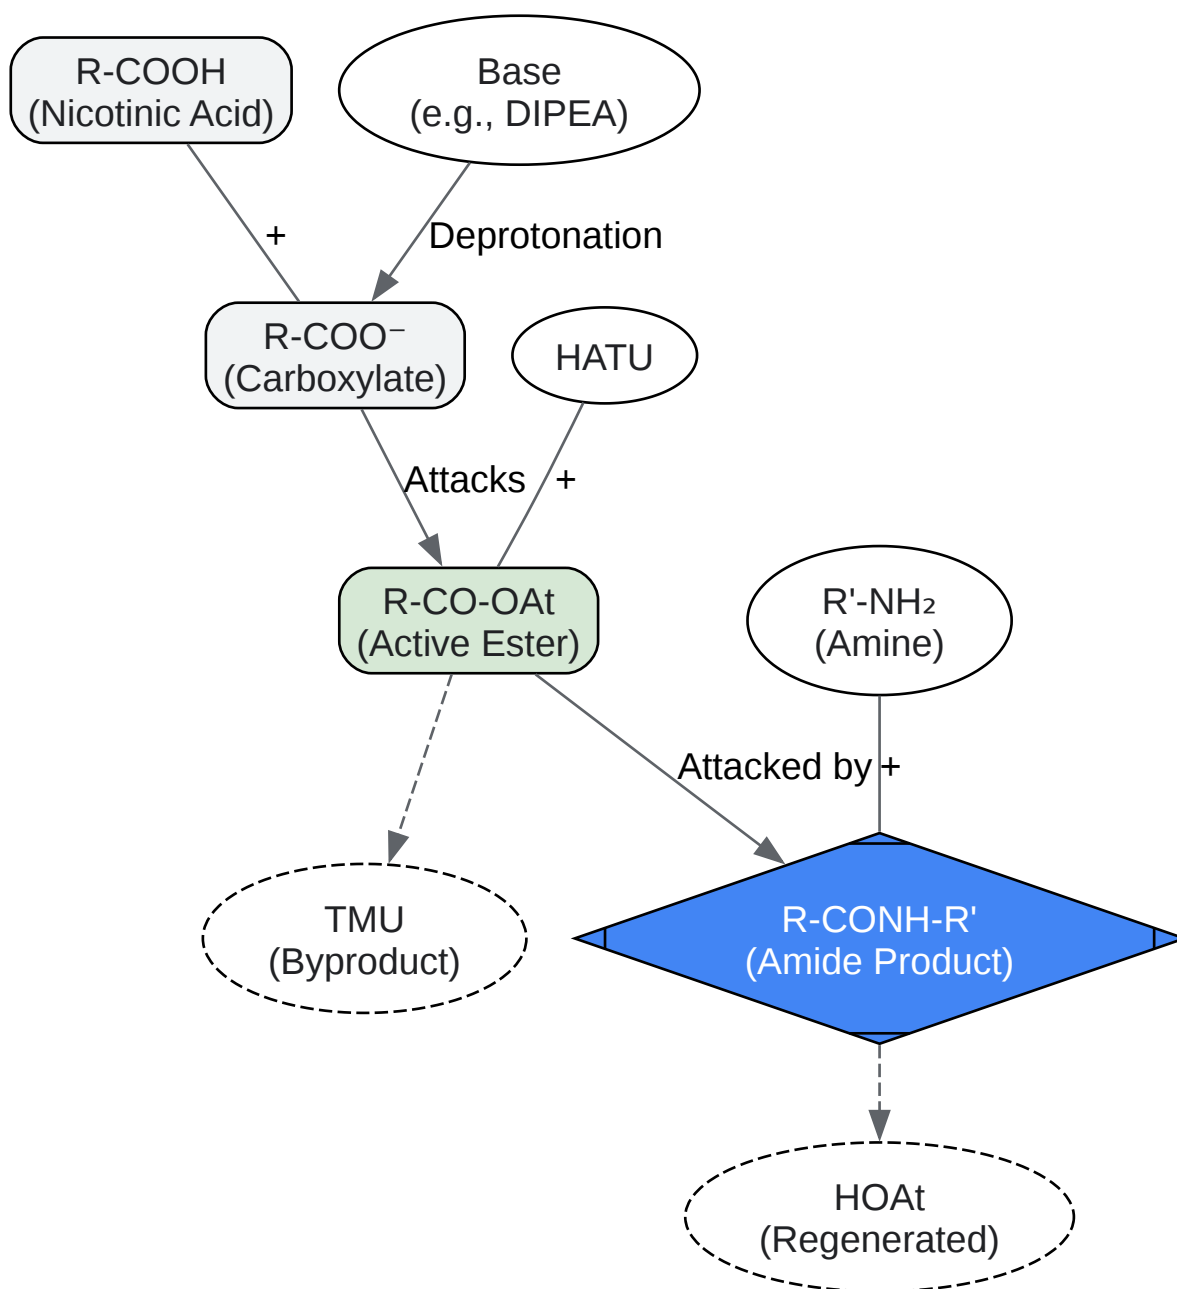 R-COOH
(Nicotinic Acid)
Base
(e.g., DIPEA)
+
Deprotonation
R-COO⁻
(Carboxylate)
HATU
Attacks
+
R-CO-OAt
(Active Ester)
R'-NH₂
(Amine)
Attacked by
+
TMU
(Byproduct)
R-CONH-R'
(Amide Product)
HOAt
(Regenerated)